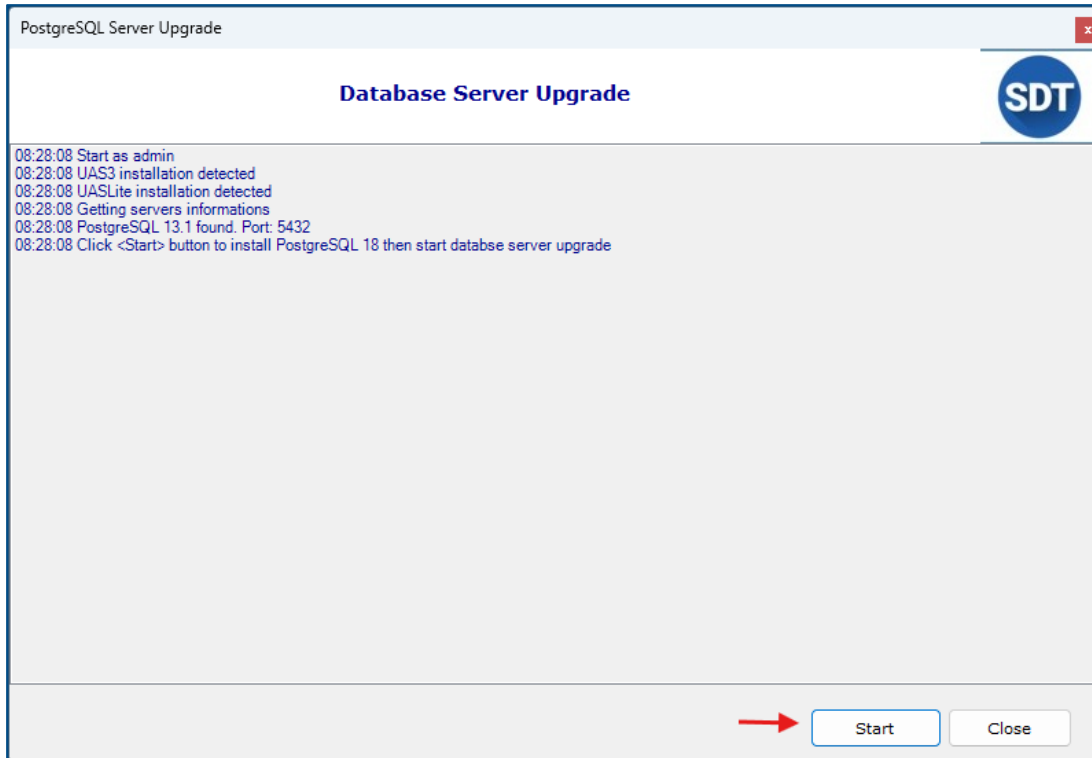 PostgreSQL Server Upgrade
x
Database Server Upgrade
SDT
08:28:08 Start as admin
08:28:08 UAS3 installation detected
08:28:08 UASLite installation detected
08:28:08 Getting servers informations
08:28:08 PostgreSQL 13.1 found. Port: 5432
08:28:08 Click <Start> button to install PostgreSQL 18 then start databse server upgrade
Start
Close